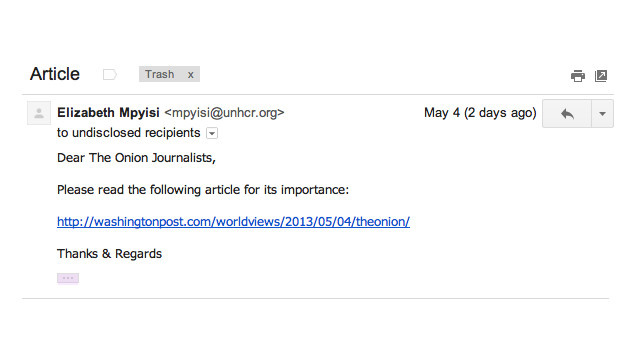 Article
Trash x
Elizabeth Mpyisi <mpyisi@unhcr.org> May 4 (2 days ago)
to undisclosed recipients
Dear The Onion Journalists,
Please read the following article for its importance:
http://washingtonpost.com/worldviews/2013/05/04/theonion/
Thanks & Regards